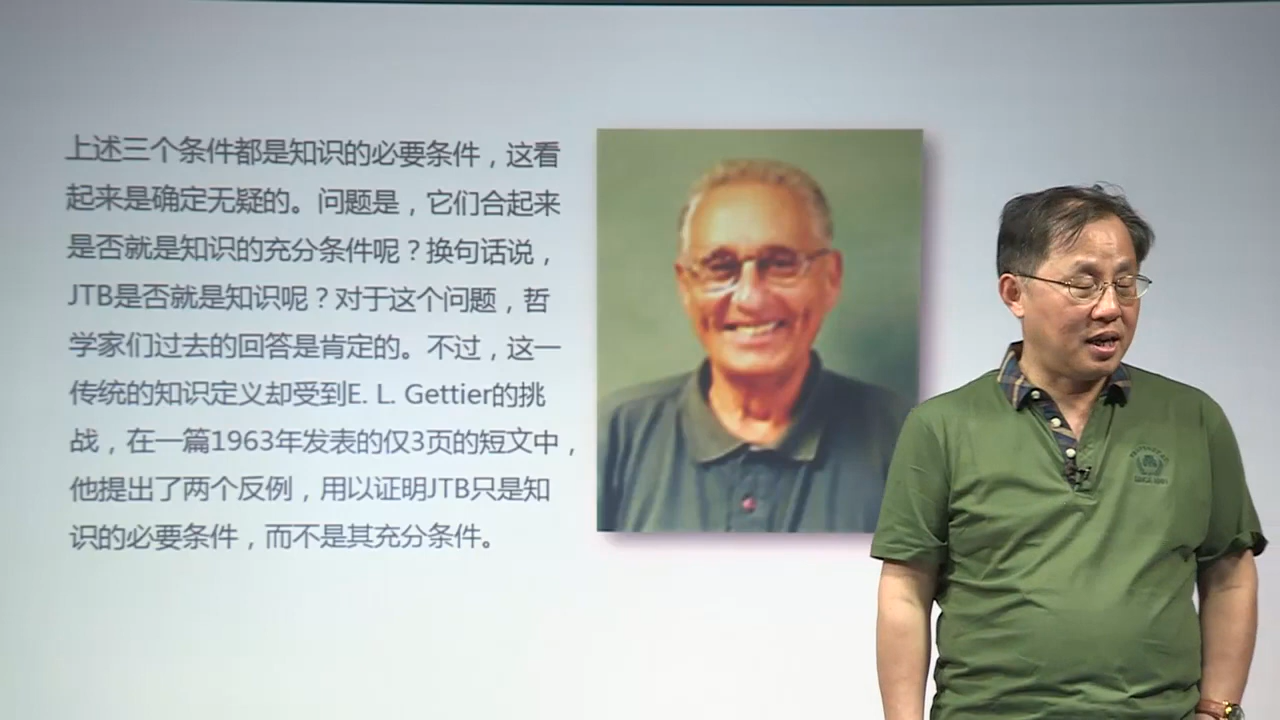 上述三个条件都是知识的必要条件，这看
起来是确定无疑的。问题是，它们合起来
是否就是知识的充分条件呢？换句话说，
JTB是否就是知识呢？对于这个问题，哲
学家们过去的回答是肯定的。不过，这一
传统的知识定义却受到E. L. Gettier的挑
战，在一篇1963年发表的仅3页的短文中，
他提出了两个反例，用以证明JTB只是知
识的必要条件，而不是其充分条件。